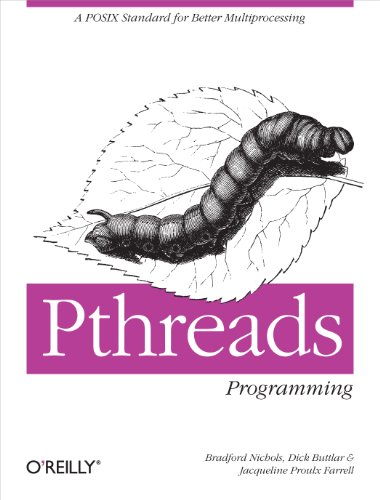 A POSIX Standard for Better Multiprocessing
Pthreads
Programming
Bradford Nichols, Dick Buttlar &
Jacqueline Proulx Farrell
O'REILLY®